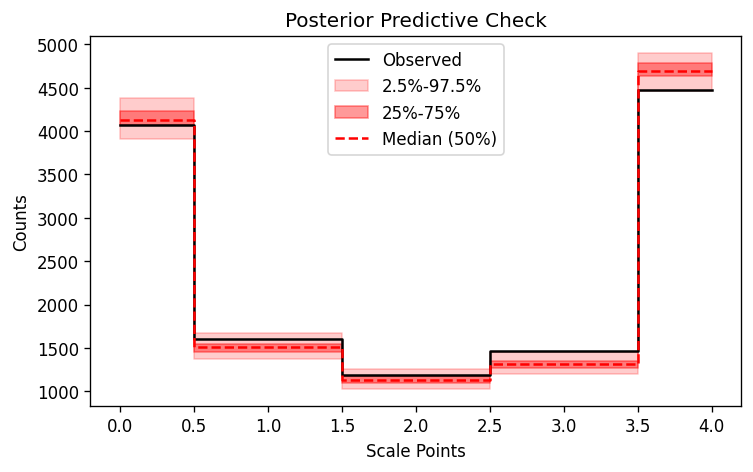 Posterior Predictive Check
Observed
2.5%-97.5%
25%-75%
Median (50%)
Counts
5000
4500
4000
3500
3000
2500
2000
1500
1000
0.0 0.5 1.0 1.5 2.0 2.5 3.0 3.5 4.0
Scale Points